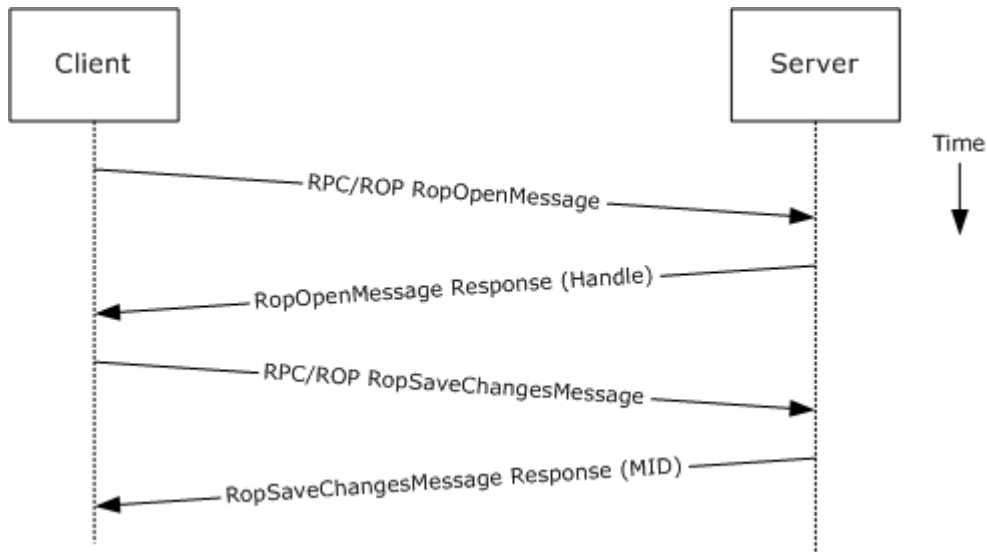 Client
Server
Time
RPC/ROP RopOpenMessage
RopOpenMessage Response (Handle)
RPC/ROP RopSaveChangesMessage
RopSaveChangesMessage Response (MID)